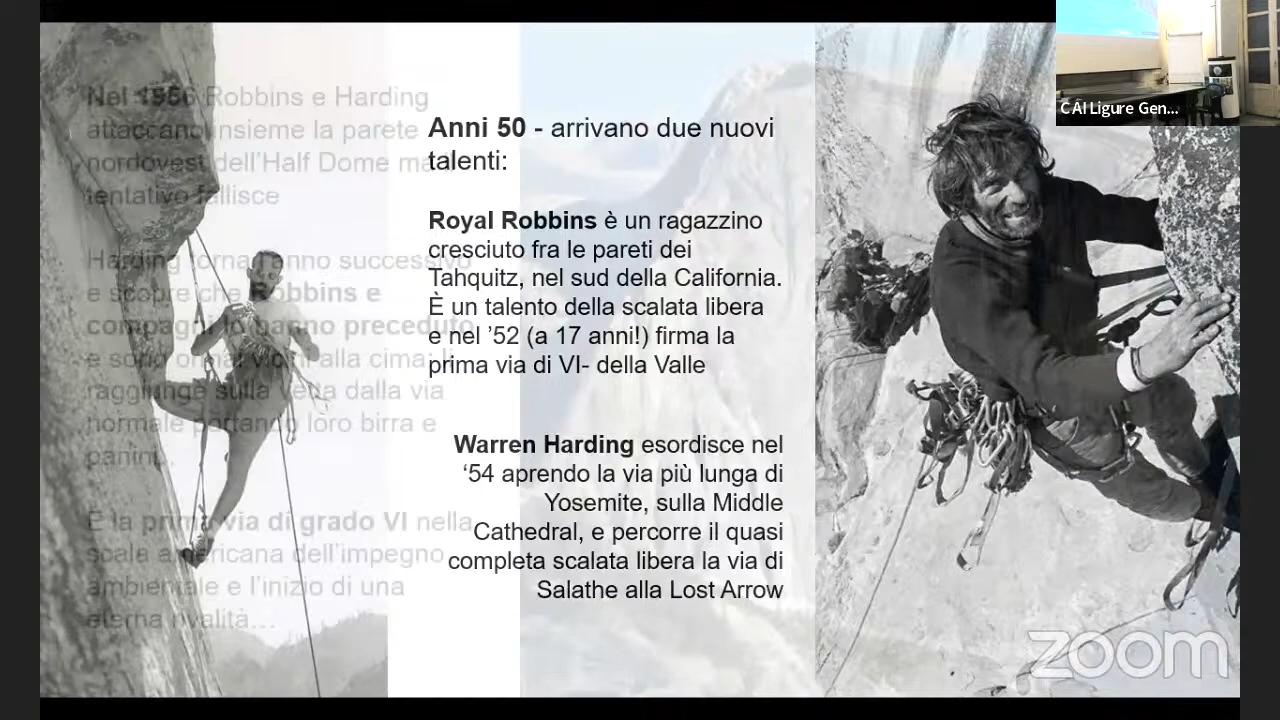 Nel 1956 Robbins e Harding
attaccano insieme la parete
nordovest dell'Half Dome ma il
tentativo fallisce
Harding torna l'anno successivo
e scopre che Robbins e
compagni lo hanno preceduto
e sono ormai vicini alla cima; li
raggiunge sulla vetta dalla via
normale portando loro birra e
panini...
È la prima via di grado VI nella
scale americana dell'impegno
ambientale e l'inizio di una
eterna rivalità...
Anni 50 - arrivano due nuovi
talenti:
Royal Robbins è un ragazzino
cresciuto fra le pareti dei
Tahquitz, nel sud della California.
È un talento della scalata libera
e nel '52 (a 17 anni!) firma la
prima via di VI- della Valle
Warren Harding esordisce nel
‘54 aprendo la via più lunga di
Yosemite, sulla Middle
Cathedral, e percorre il quasi
completa scalata libera la via di
Salathe alla Lost Arrow
C AI Ligure Gen...
zoom